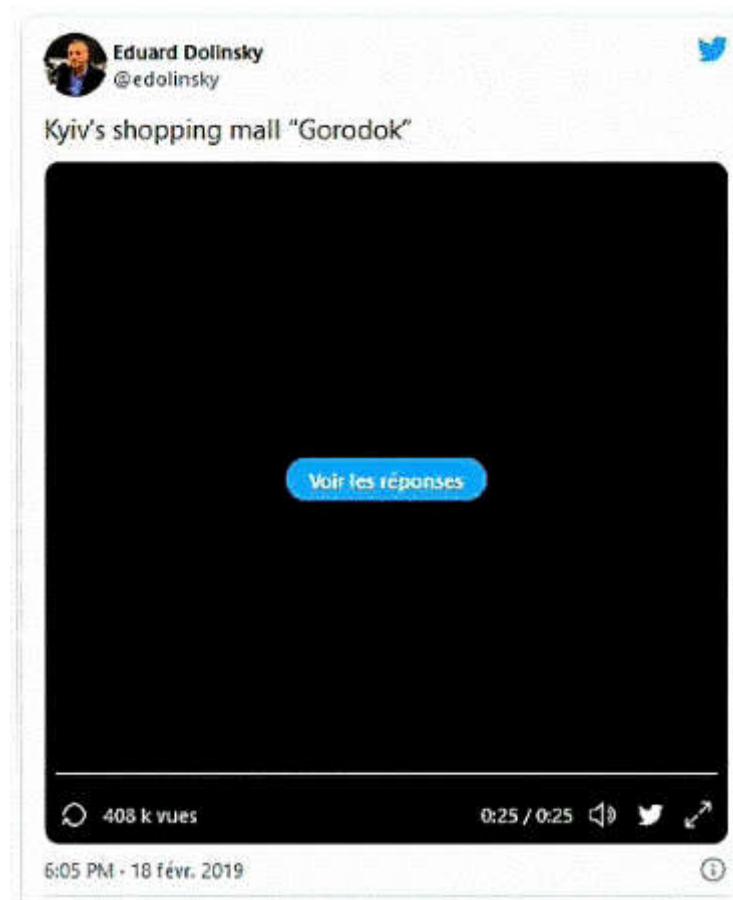 Eduard Dolinsky
@edolinsky
Kyiv's shopping mall "Gorodok"
Voir les réponses
408 k vues
0:25 / 0:25
6:05 PM - 18 févr. 2019